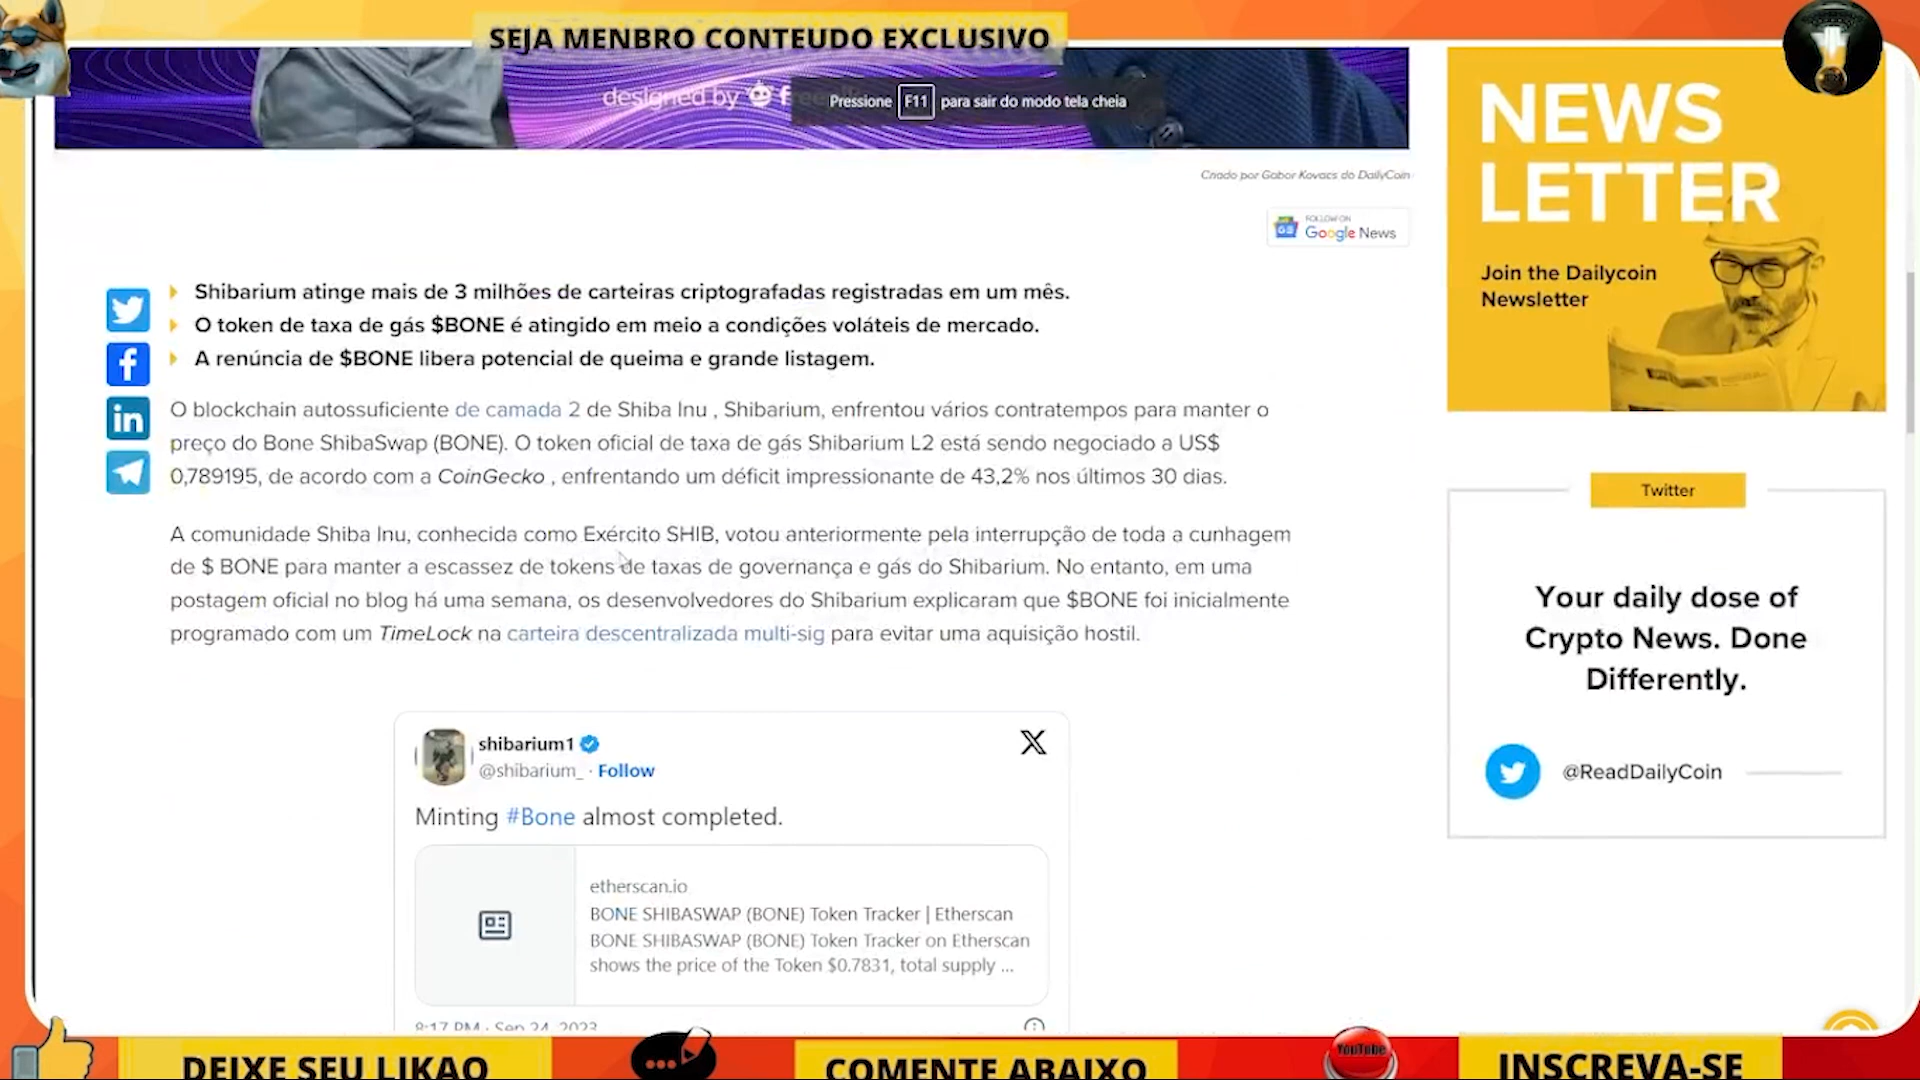 SEJA MENBRO CONTEUDO EXCLUSIVO
designed by
Pressione F11 para sair do modo tela cheia
Criado por Gabor Kovacs do DailyCoin
FOLLOW ON
Google News
Shibarium atinge mais de 3 milhões de carteiras criptografadas registradas em um mês.
O token de taxa de gás $BONE é atingido em meio a condições voláteis de mercado.
A renúncia de $BONE libera potencial de queima e grande listagem.
O blockchain autossuficiente de camada 2 de Shiba Inu , Shibarium, enfrentou vários contratempos para manter o
preço do Bone ShibaSwap (BONE). O token oficial de taxa de gás Shibarium L2 está sendo negociado a US$
0,789195, de acordo com a CoinGecko , enfrentando um déficit impressionante de 43,2% nos últimos 30 dias.
A comunidade Shiba Inu, conhecida como Exército SHIB, votou anteriormente pela interrupção de toda a cunhagem
de $ BONE para manter a escassez de tokens de taxas de governança e gás do Shibarium. No entanto, em uma
postagem oficial no blog há uma semana, os desenvolvedores do Shibarium explicaram que $BONE foi inicialmente
programado com um TimeLock na carteira descentralizada multi-sig para evitar uma aquisição hostil.
shibarium1
@shibarium_ · Follow
Minting #Bone almost completed.
etherscan.io
BONE SHIBASWAP (BONE) Token Tracker | Etherscan
BONE SHIBASWAP (BONE) Token Tracker on Etherscan
shows the price of the Token $0.7831, total supply ...
8:17 PM · Sep 24, 2023
NEWS
LETTER
Join the Dailycoin
Newsletter
Twitter
Your daily dose of
Crypto News. Done
Differently.
@ReadDailyCoin
DEIXE SEU LIKAO
COMENTE ABAIXO
YouTube
INSCREVA-SE